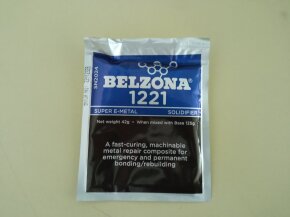 BELZONA®
1221
SUPER E-METAL SOLIDIFIER
Net weight 42g - When mixed with Base 125g
A fast-curing, machinable
metal repair composite for
emergency and permanent
bonding/rebuilding